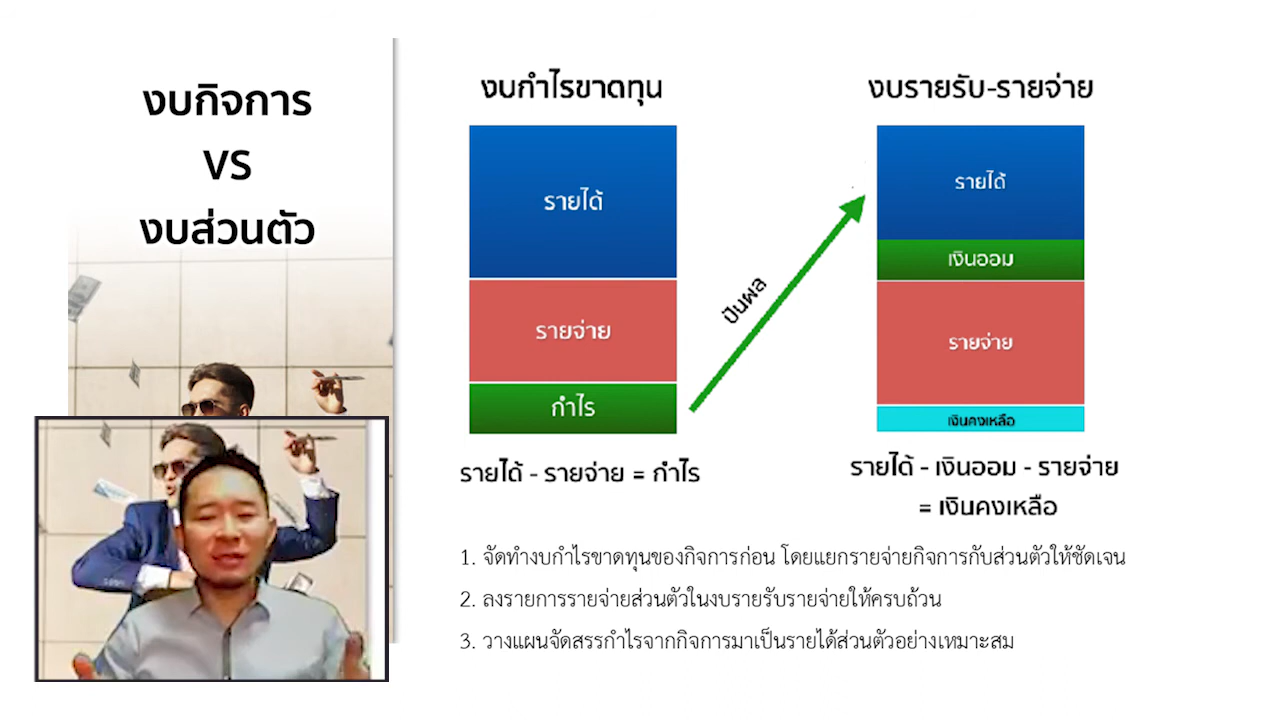 งบกิจการ
VS
งบส่วนตัว
งบกำไรขาดทุน
รายได้
รายจ่าย
กำไร
รายได้ - รายจ่าย = กำไร
ปันผล
งบรายรับ-รายจ่าย
รายได้
เงินออม
รายจ่าย
เงินคงเหลือ
รายได้ - เงินออม - รายจ่าย
= เงินคงเหลือ
1. จัดทำงบกำไรขาดทุนของกิจการก่อน โดยแยกรายจ่ายกิจการกับส่วนตัวให้ชัดเจน
2. ลงรายการรายจ่ายส่วนตัวในงบรายรับรายจ่ายให้ครบถ้วน
3. วางแผนจัดสรรกำไรจากกิจการมาเป็นรายได้ส่วนตัวอย่างเหมาะสม